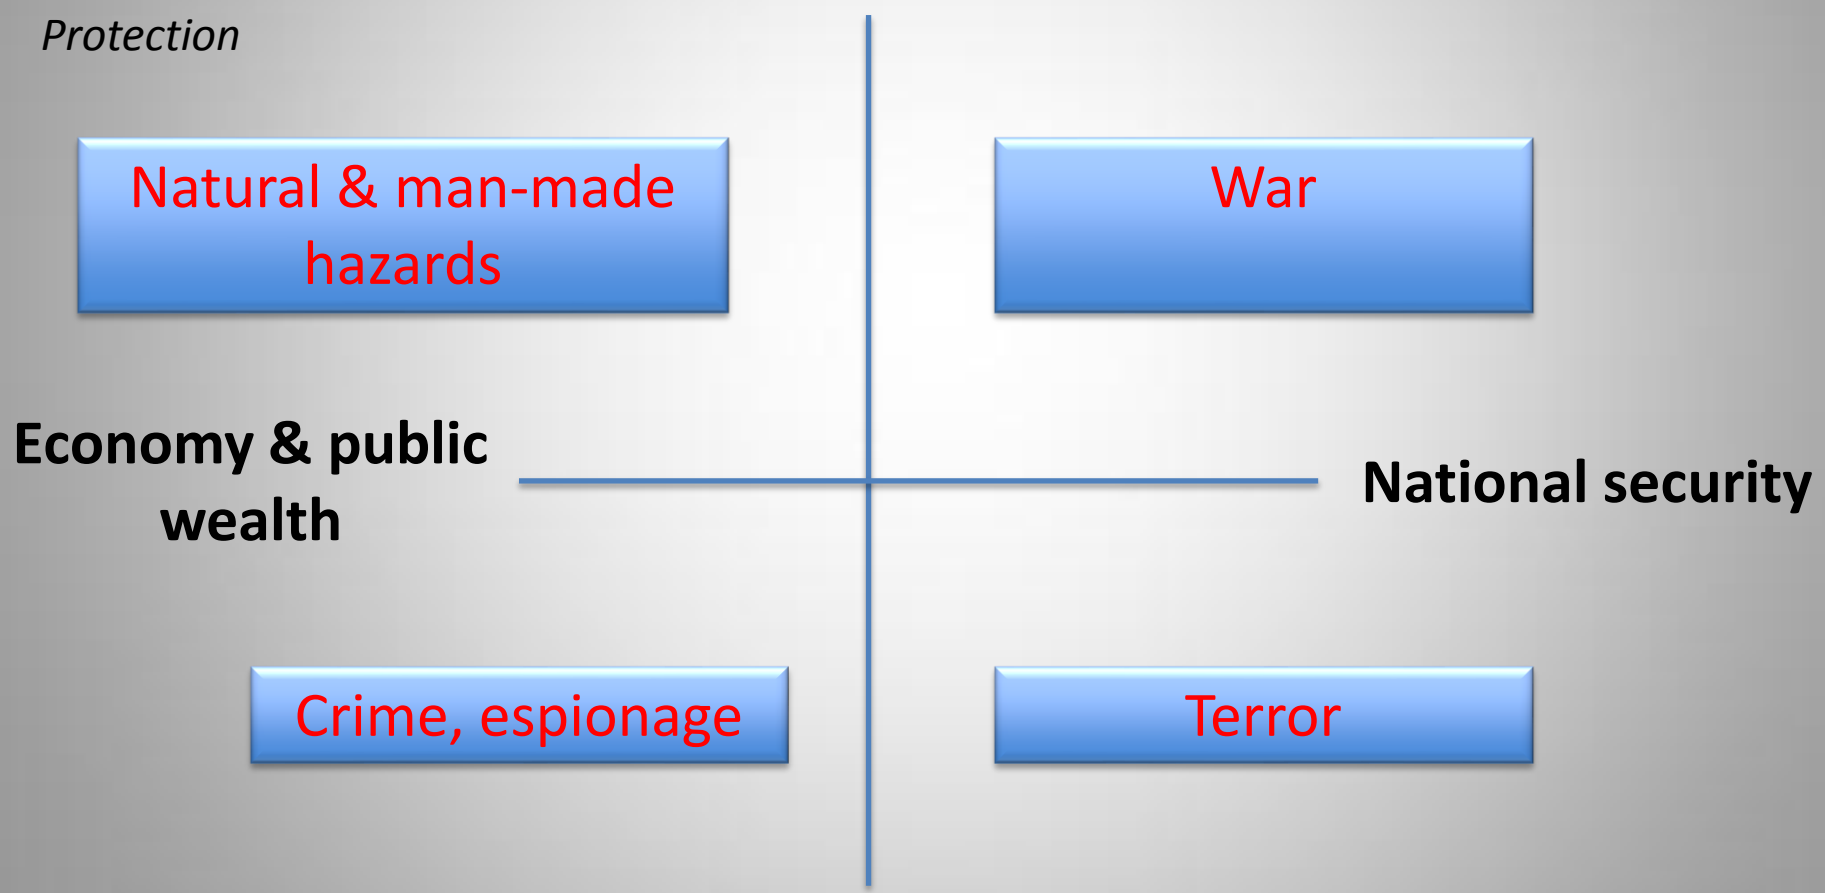 Protection
Natural & man-made
hazards
War
Economy & public
wealth
National security
Crime, espionage
Terror